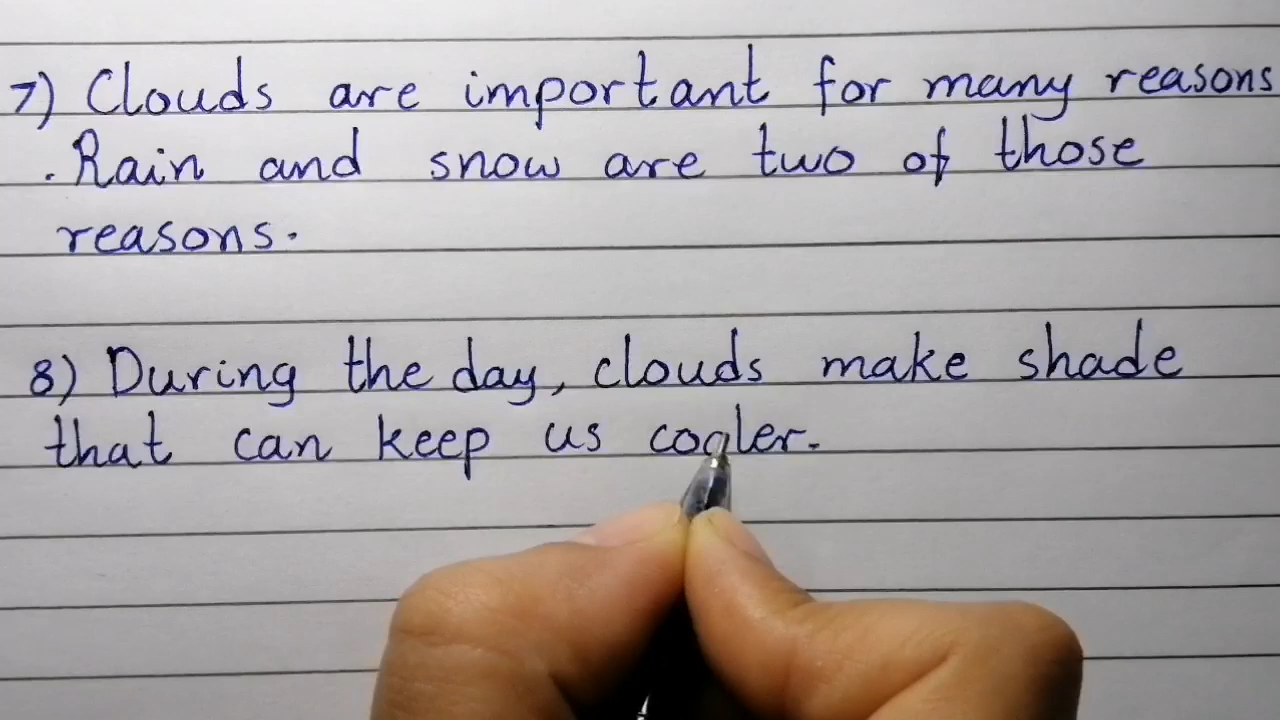 7) Clouds are important for many reasons
. Rain and snow are two of those
reasons.
8) During the day, clouds make shade
that can keep us cooler.